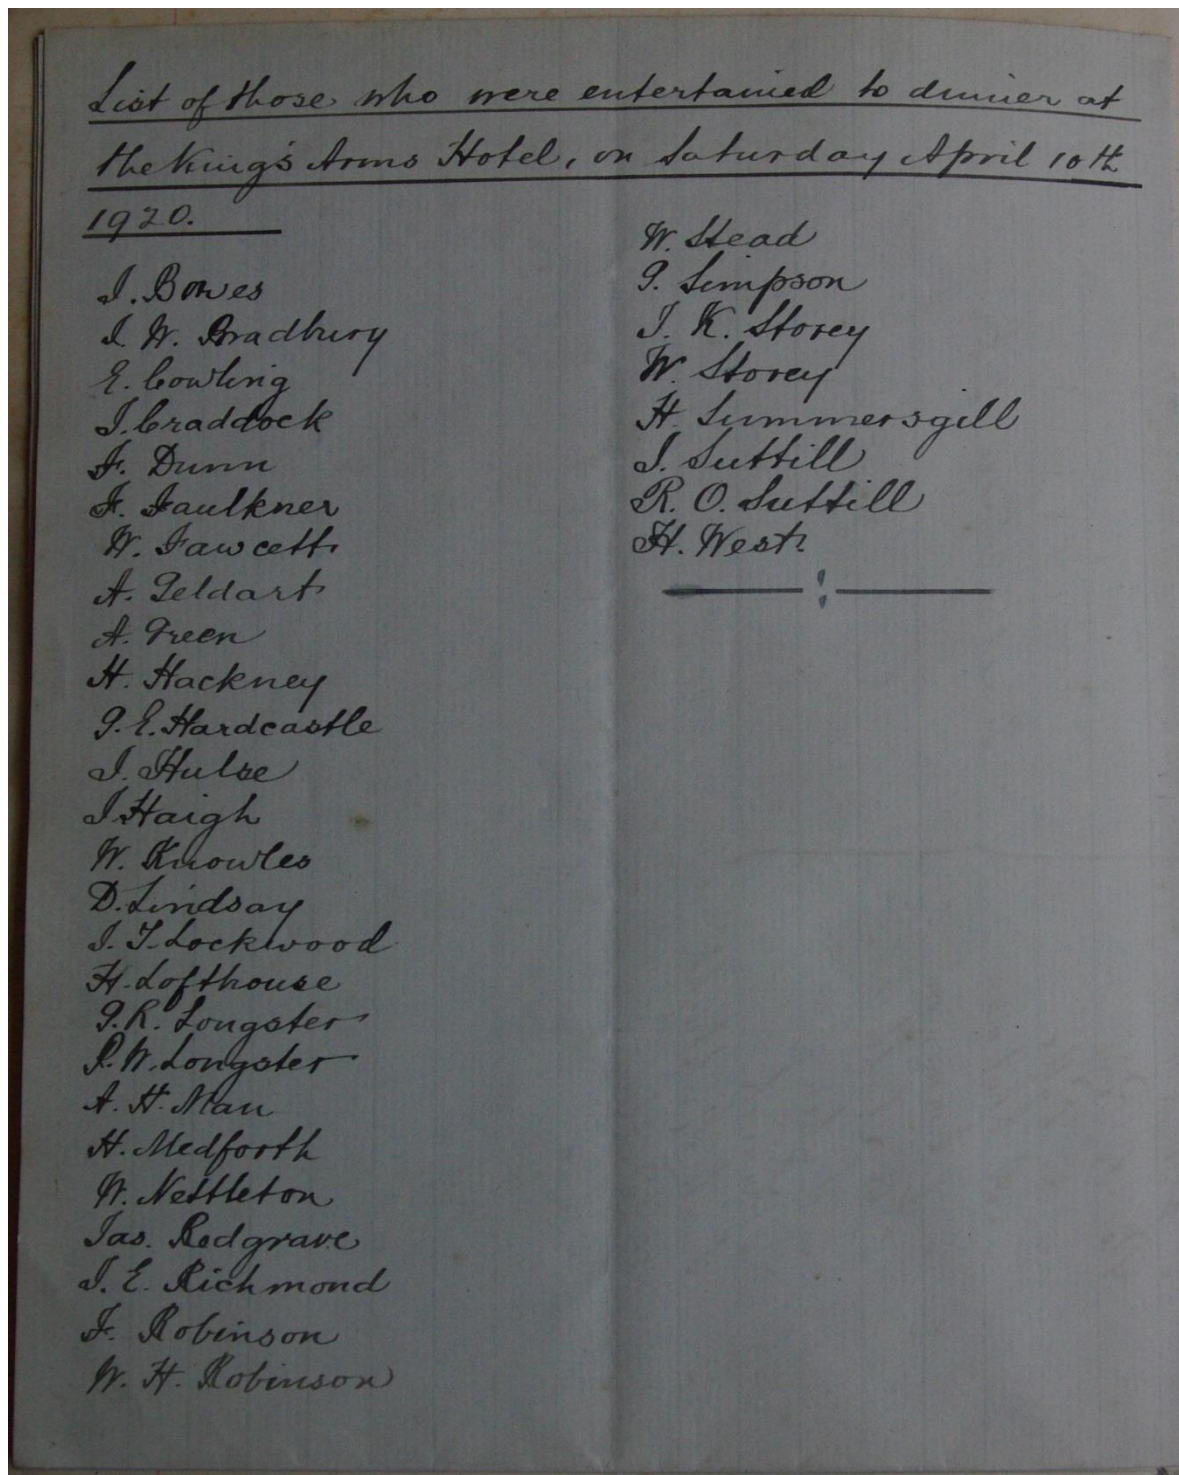 List of those who were entertained to dinner at
the King's Arms Hotel, on Saturday April 10th
1920.
J. Bowes
J. W. Bradbury
E. Cowling
J. Craddock
F. Dunn
F. Faulkner
W. Fawcett
A. Geldart
A. Green
H. Hackney
G. E. Hardcastle
J. Hulse
J. Haigh
W. Knowles
D. Lindsay
J. T. Lockwood
H. Lofthouse
G. R. Longster
R. W. Longster
A. H. Man
H. Medforth
W. Nettleton
Jas. Redgrave
J. E. Richmond
F. Robinson
W. H. Robinson
W. Stead
G. Simpson
J. K. Storey
W. Storey
H. Summersgill
J. Suttill
R. O. Suttill
H. West